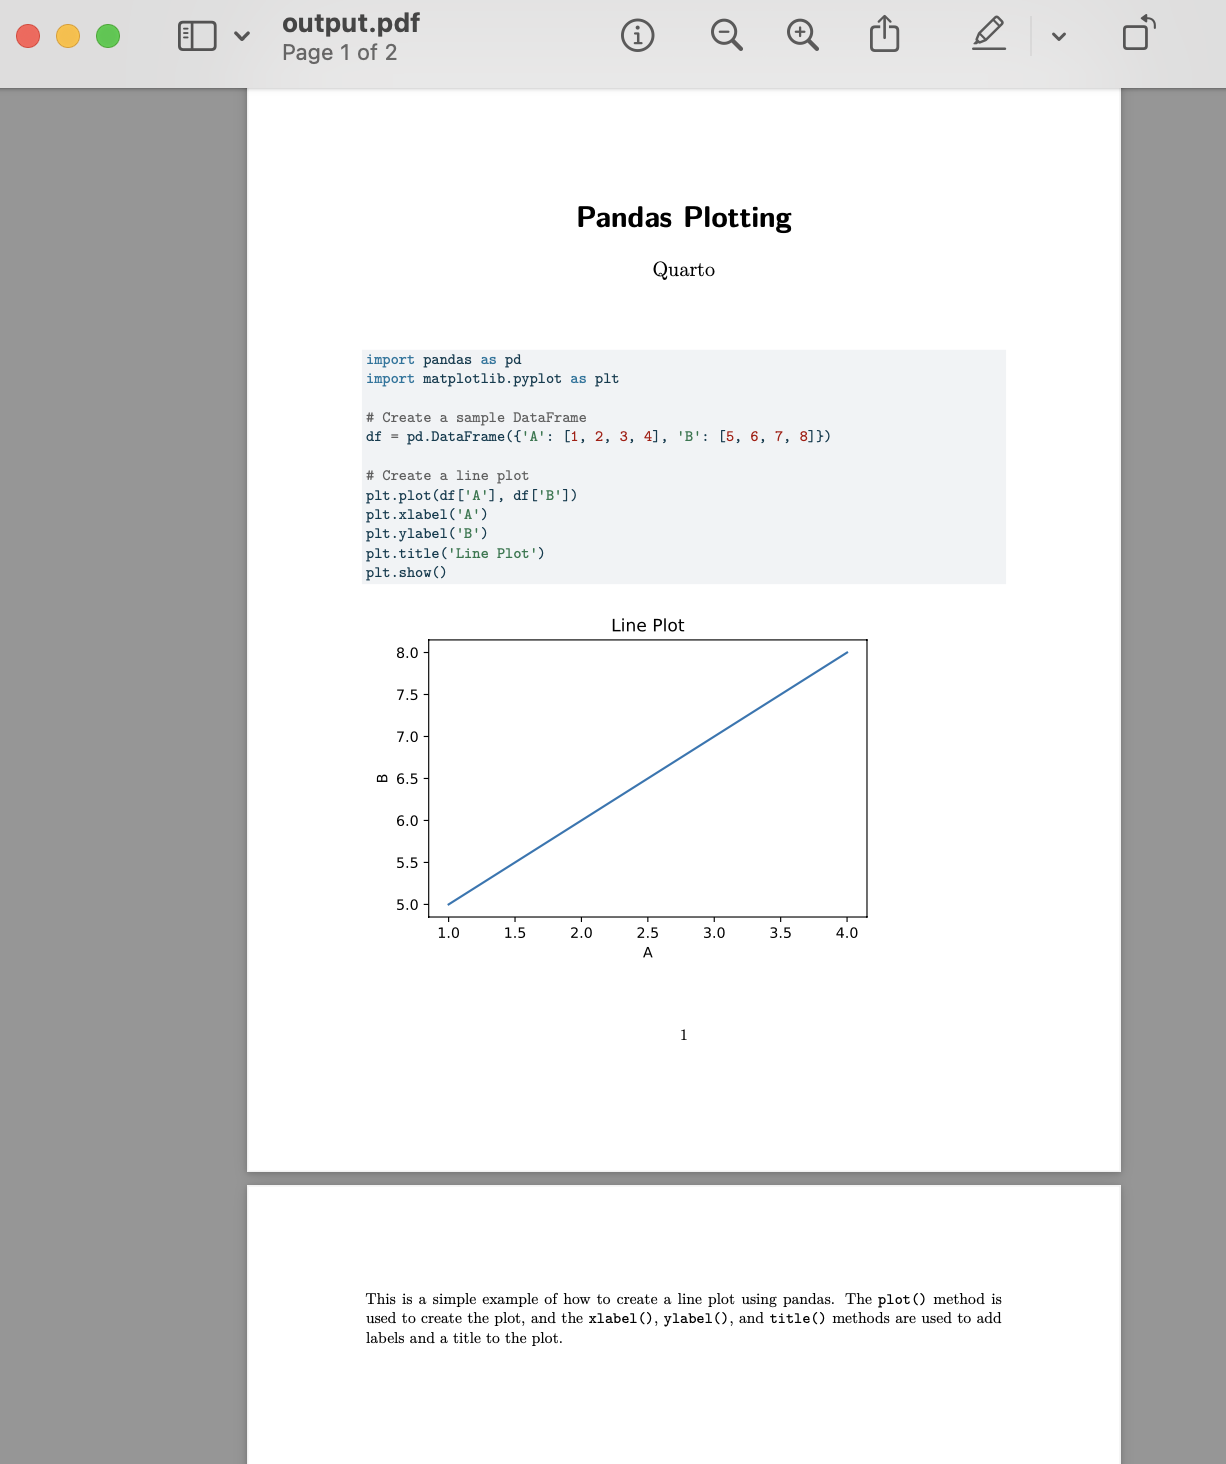 output.pdf
Page 1 of 2
Pandas Plotting
Quarto
import pandas as pd
import matplotlib.pyplot as plt
# Create a sample DataFrame
df = pd.DataFrame({'A': [1, 2, 3, 4], 'B': [5, 6, 7, 8]})
# Create a line plot
plt.plot(df['A'], df['B'])
plt.xlabel('A')
plt.ylabel('B')
plt.title('Line Plot')
plt.show()
Line Plot
8.0
7.5
7.0
B
6.5
6.0
5.5
5.0
1.0 1.5 2.0 2.5 3.0 3.5 4.0
A
1
This is a simple example of how to create a line plot using pandas. The plot() method is
used to create the plot, and the xlabel(), ylabel(), and title() methods are used to add
labels and a title to the plot.